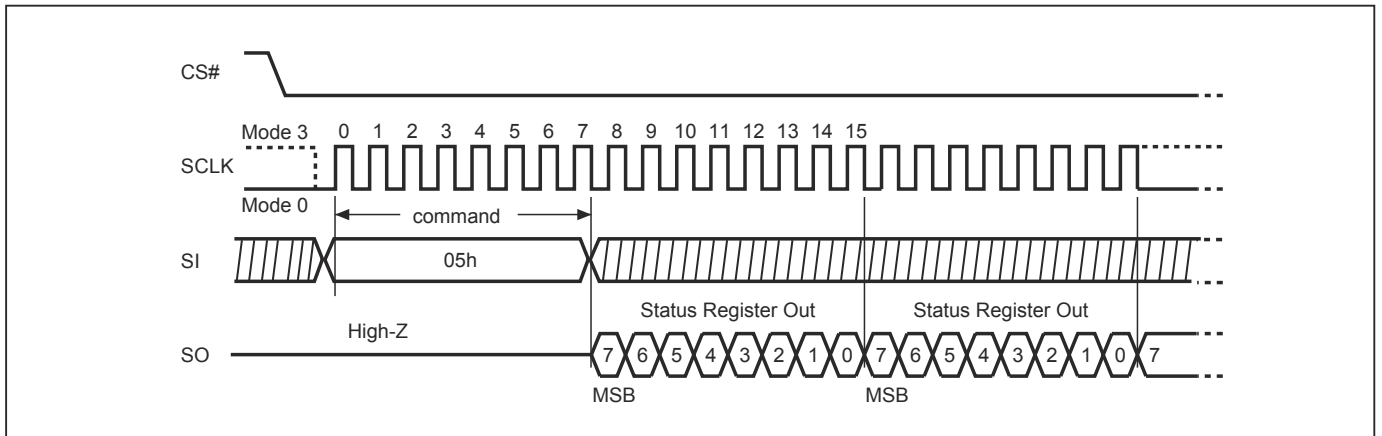 CS#
Mode 3 0 1 2 3 4 5 6 7 8 9 10 11 12 13 14 15
SCLK
Mode 0
command
SI 05h
Status Register Out Status Register Out
High-Z
SO 7 6 5 4 3 2 1 0 7 6 5 4 3 2 1 0 7
MSB MSB